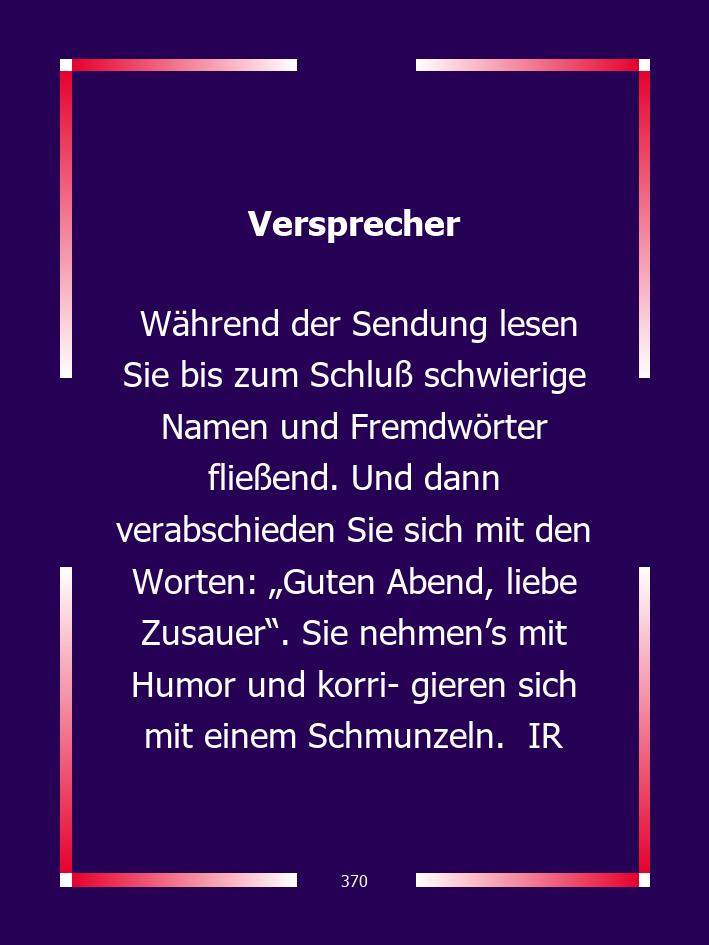 Versprecher
Während der Sendung lesen
Sie bis zum Schluß schwierige
Namen und Fremdwörter
fließend. Und dann
verabschieden Sie sich mit den
Worten: „Guten Abend, liebe
Zusauer“. Sie nehmen’s mit
Humor und korri- gieren sich
mit einem Schmunzeln.  IR
370